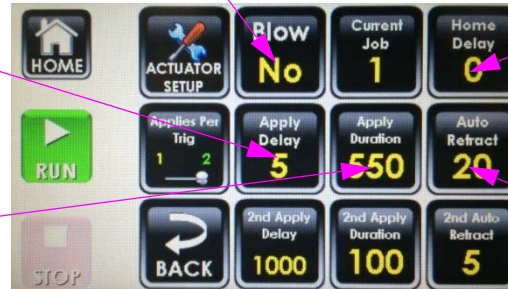 HOME
ACTUATOR
SETUP
Blow
No
Current
Job
1
Home
Delay
0
RUN
Applies Per
Trig
1 2
Apply
Delay
5
Apply
Duration
550
Auto
Retract
20
STOP
BACK
2nd Apply
Delay
1000
2nd Apply
Duration
100
2nd Auto
Retract
5